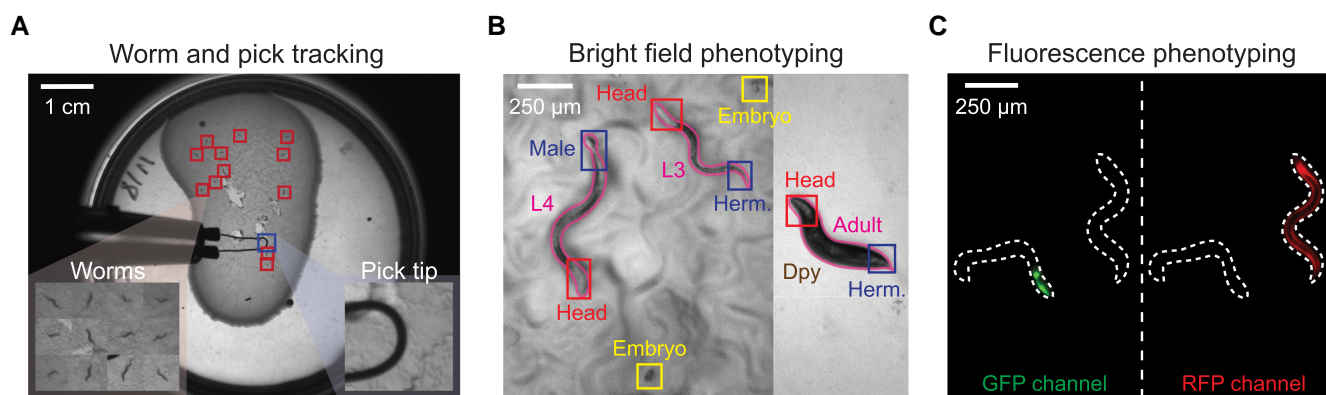 A
Worm and pick tracking
1 cm
8/11
Worms
Pick tip
B
Bright field phenotyping
250 µm
Head
Embryo
Male
L3
L4
Herm.
Head
Adult
Dpy
Herm.
Head
Embryo
C
Fluorescence phenotyping
250 µm
GFP channel
RFP channel